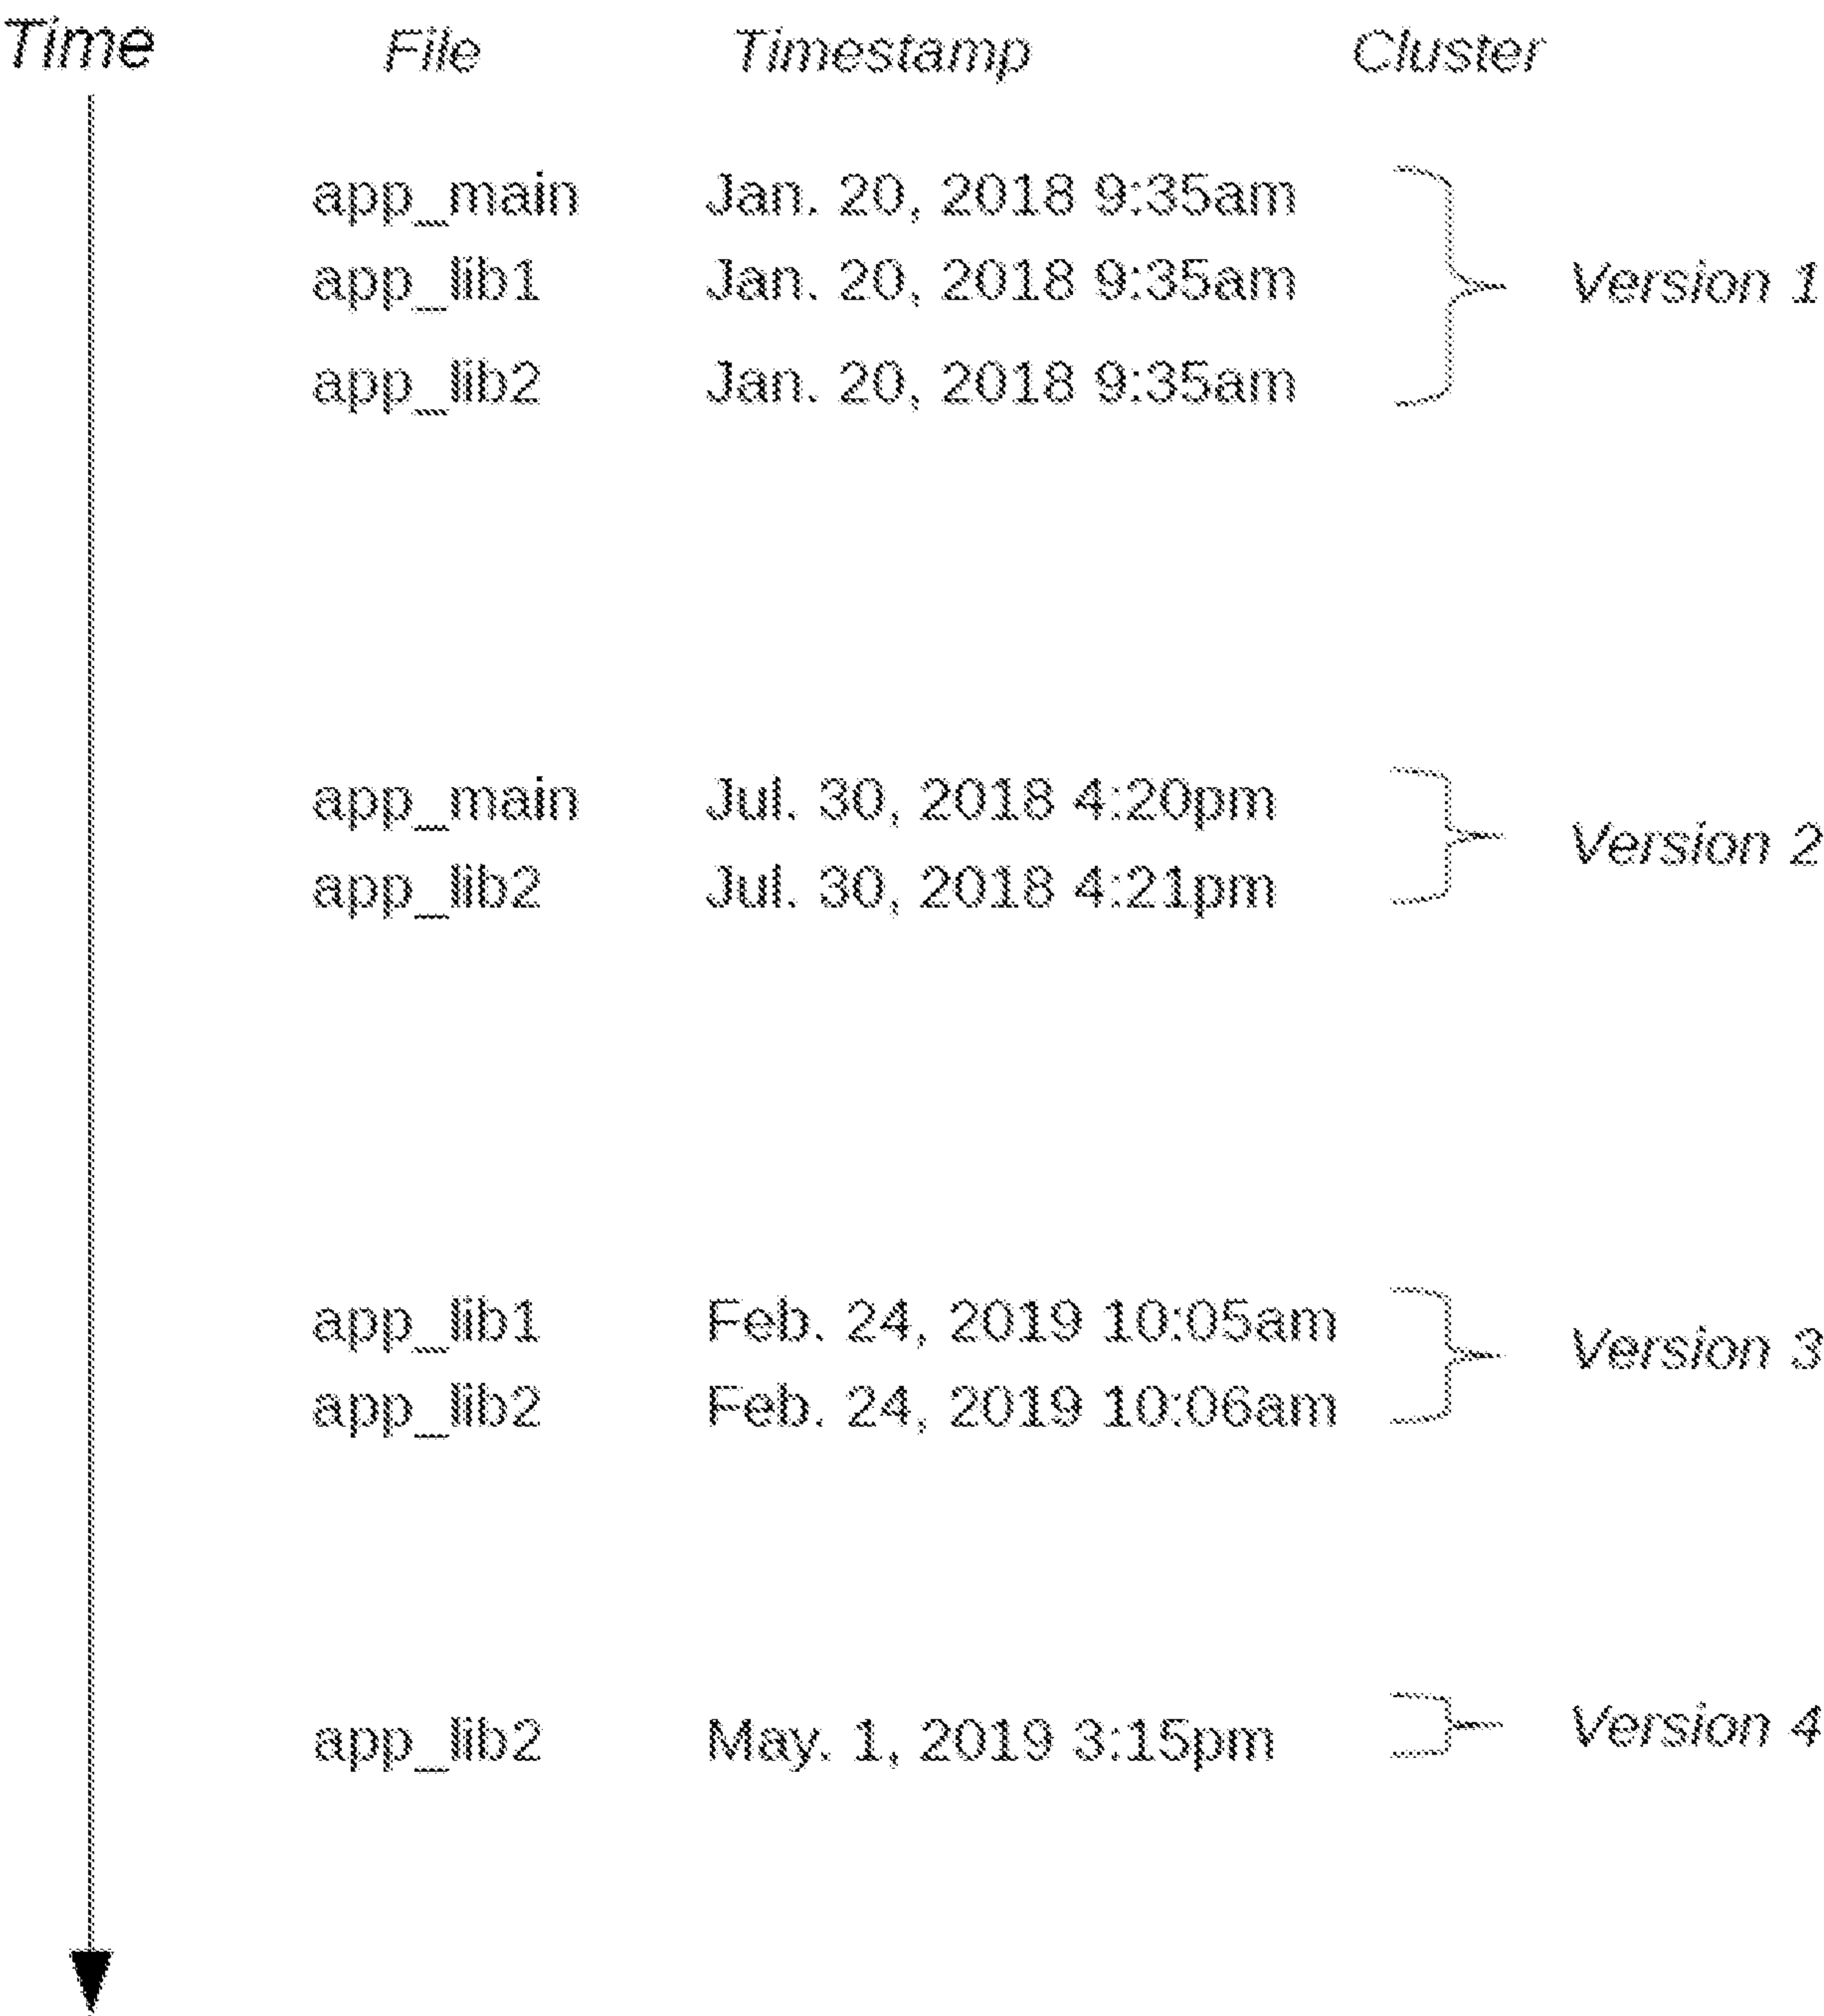 Time File Timestamp Cluster
app_main Jan. 20, 2018 9:35am
app_lib1 Jan. 20, 2018 9:35am Version 1
app_lib2 Jan. 20, 2018 9:35am
app_main Jul. 30, 2018 4:20pm
Version 2
app_lib2 Jul. 30, 2018 4:21pm
app_lib1 Feb. 24, 2019 10:05am
Version 3
app_lib2 Feb. 24, 2019 10:06am
app_lib2 May. 1, 2019 3:15pm Version 4